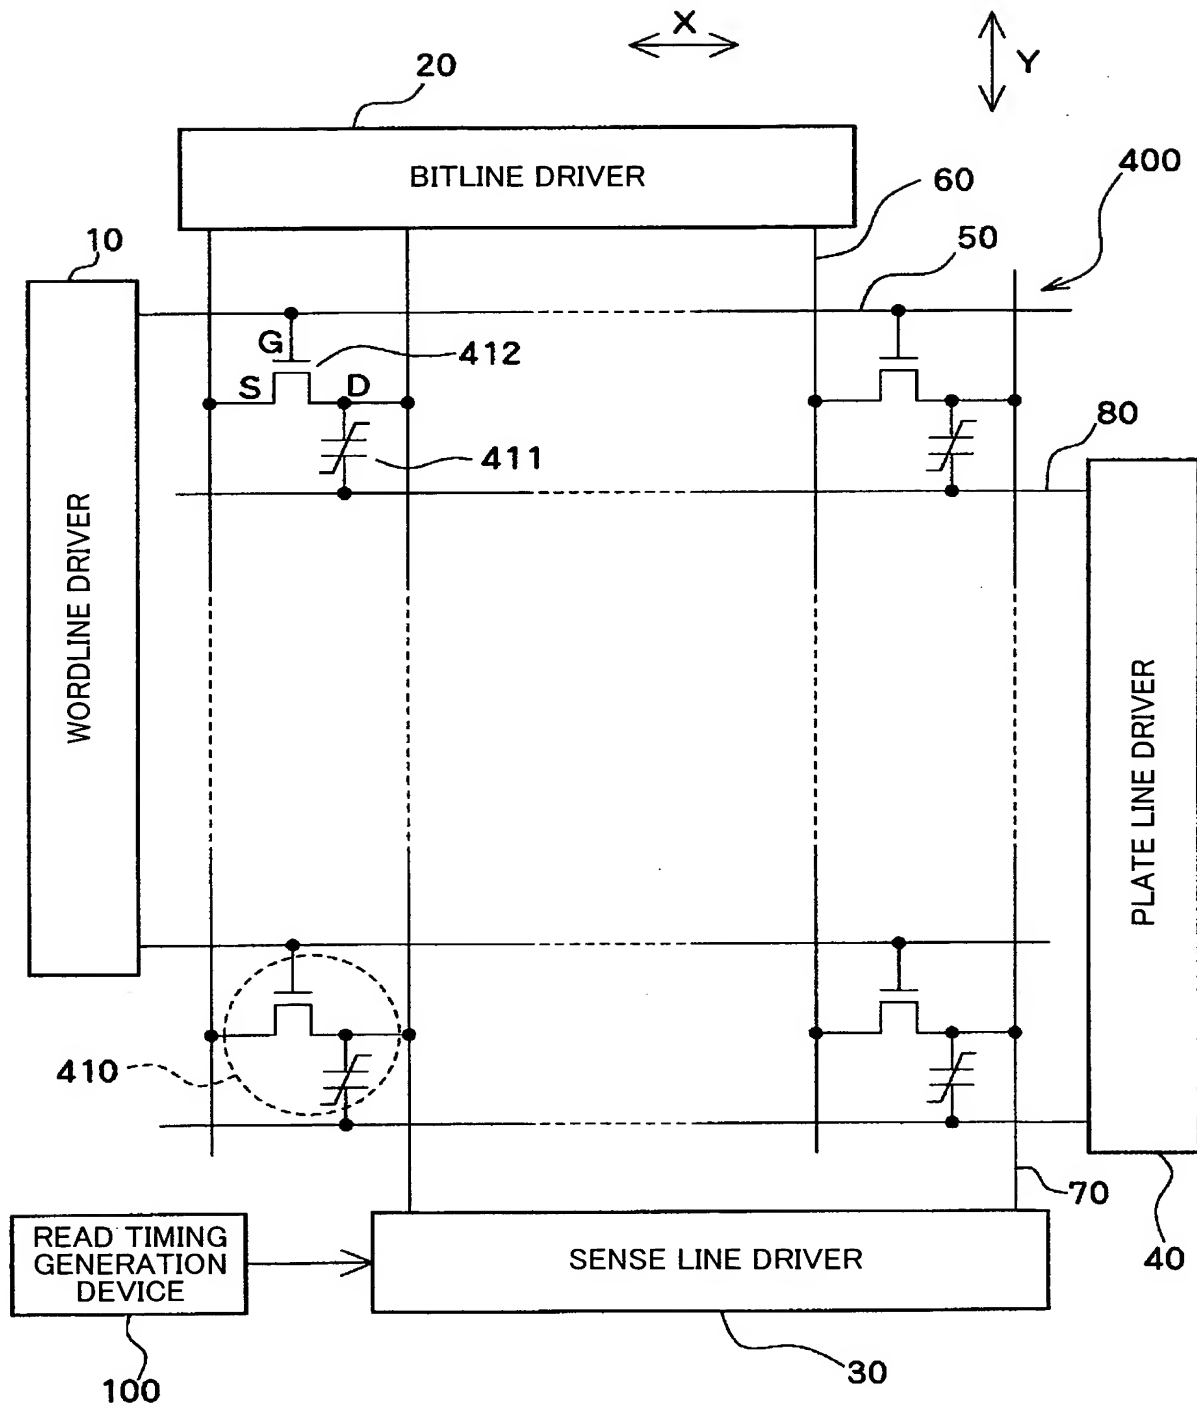 X
Y
20
BITLINE DRIVER
60
400
10
50
G
412
S
D
80
411
WORDLINE DRIVER
PLATE LINE DRIVER
410
70
READ TIMING
GENERATION
DEVICE
SENSE LINE DRIVER
40
100
30